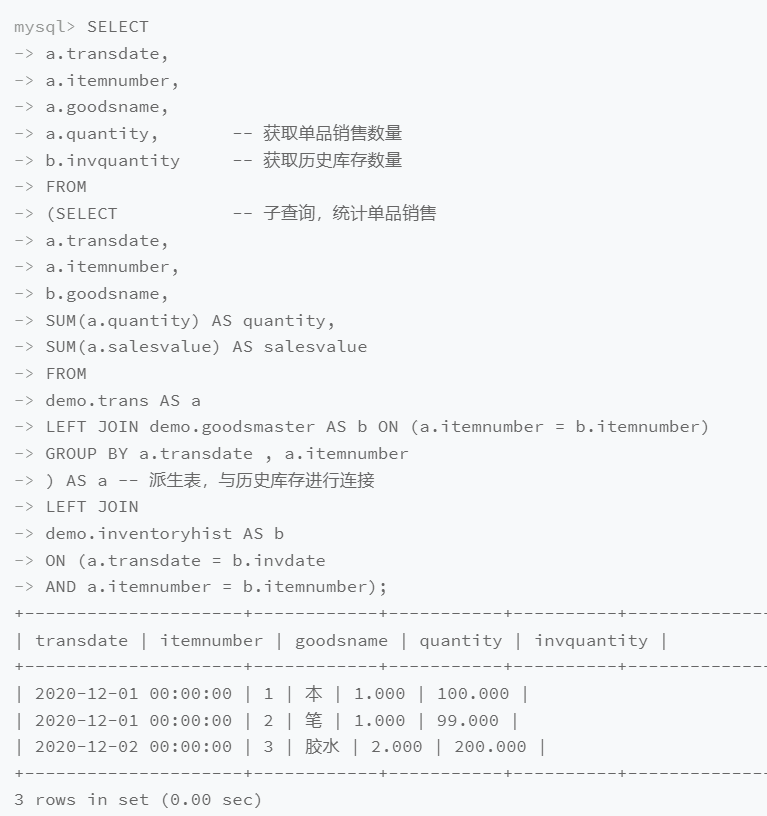 mysql> SELECT
-> a.transdate,
-> a.itemnumber,
-> a.goodsname,
-> a.quantity,       -- 获取单品销售数量
-> b.invquantity     -- 获取历史库存数量
-> FROM
-> (SELECT           -- 子查询，统计单品销售
-> a.transdate,
-> a.itemnumber,
-> b.goodsname,
-> SUM(a.quantity) AS quantity,
-> SUM(a.salesvalue) AS salesvalue
-> FROM
-> demo.trans AS a
-> LEFT JOIN demo.goodsmaster AS b ON (a.itemnumber = b.itemnumber)
-> GROUP BY a.transdate , a.itemnumber
-> ) AS a -- 派生表，与历史库存进行连接
-> LEFT JOIN
-> demo.inventoryhist AS b
-> ON (a.transdate = b.invdate
-> AND a.itemnumber = b.itemnumber);
+---------------------+------------+-----------+----------+-------------
| transdate | itemnumber | goodsname | quantity | invquantity |
+---------------------+------------+-----------+----------+-------------
| 2020-12-01 00:00:00 | 1 | 本 | 1.000 | 100.000 |
| 2020-12-01 00:00:00 | 2 | 笔 | 1.000 | 99.000 |
| 2020-12-02 00:00:00 | 3 | 胶水 | 2.000 | 200.000 |
+---------------------+------------+-----------+----------+-------------
3 rows in set (0.00 sec)